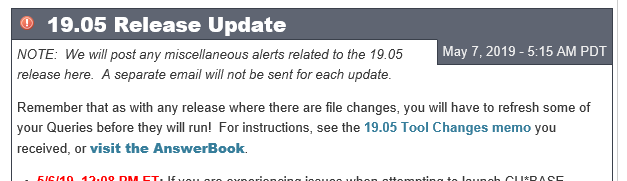 19.05 Release Update
May 7, 2019 - 5:15 AM PDT
NOTE:  We will post any miscellaneous alerts related to the 19.05
release here.  A separate email will not be sent for each update.
Remember that as with any release where there are file changes, you will have to refresh some of
your Queries before they will run!  For instructions, see the 19.05 Tool Changes memo you
received, or visit the AnswerBook.
• 5/6/19, 12:08 PM ET: If you are experiencing issues when attempting to launch CU*BASE